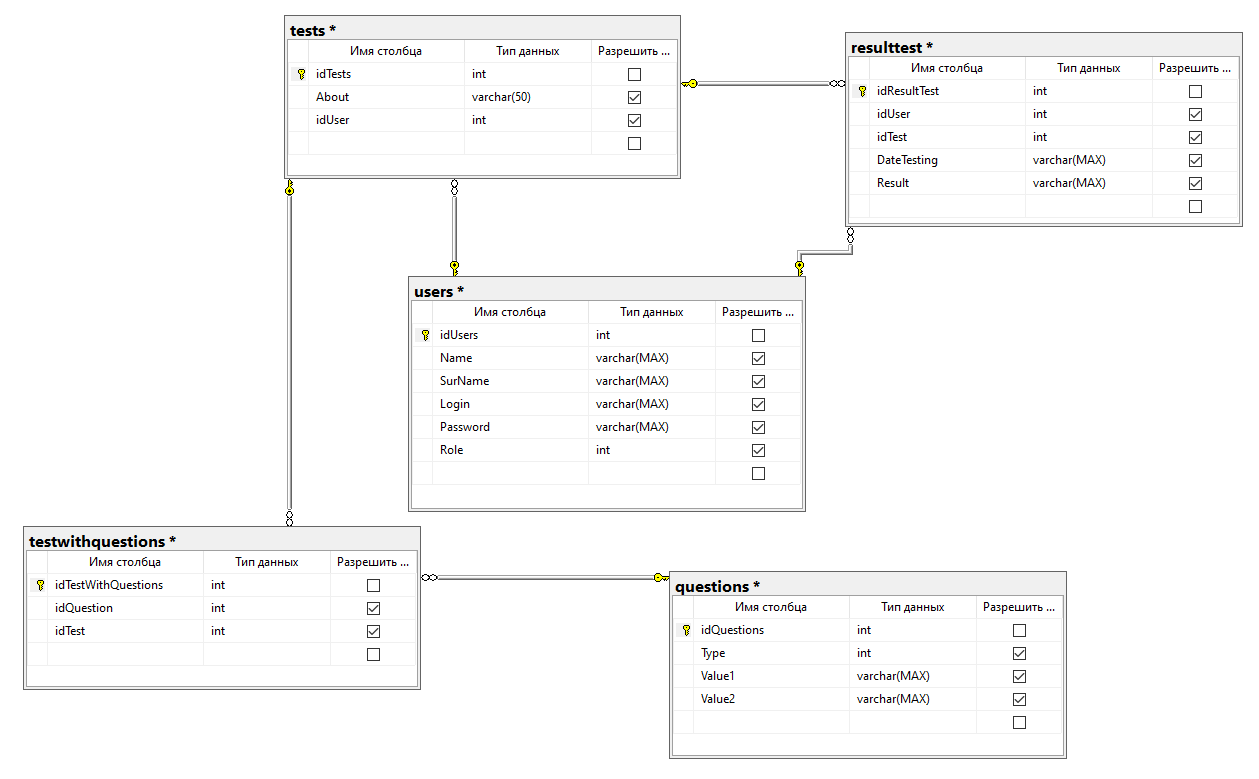 tests *
Имя столбца Тип данных Разрешить ...
idTests int
About varchar(50)
idUser int
resulttest *
Имя столбца Тип данных Разрешить ...
idResultTest int
idUser int
idTest int
DateTesting varchar(MAX)
Result varchar(MAX)
users *
Имя столбца Тип данных Разрешить ...
idUsers int
Name varchar(MAX)
SurName varchar(MAX)
Login varchar(MAX)
Password varchar(MAX)
Role int
testwithquestions *
Имя столбца Тип данных Разрешить ...
idTestWithQuestions int
idQuestion int
idTest int
questions *
Имя столбца Тип данных Разрешить ...
idQuestions int
Type int
Value1 varchar(MAX)
Value2 varchar(MAX)